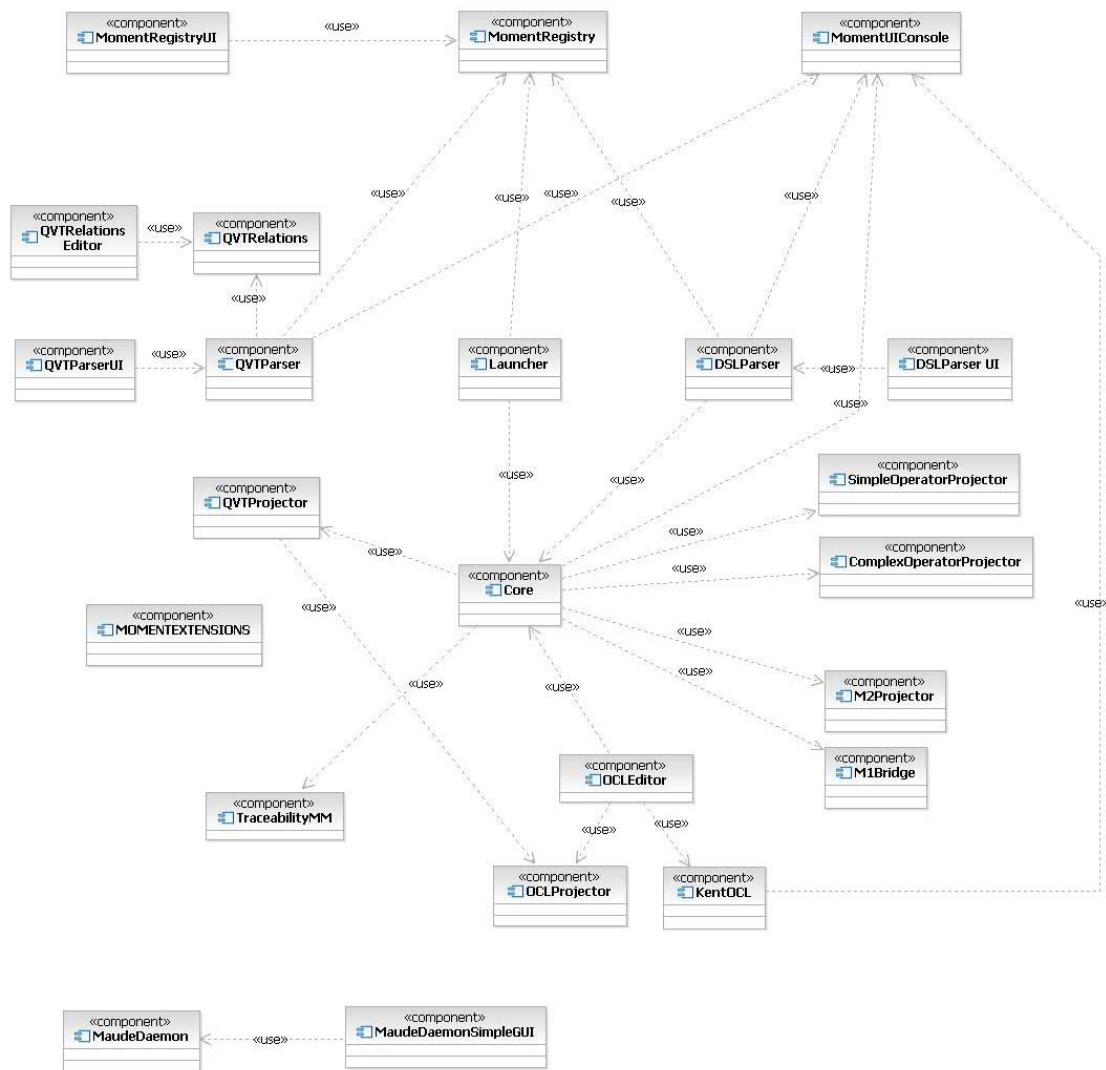 «component»
MomentRegistryUI
«use»
«component»
MomentRegistry
«component»
MomentUIConsole
«use»
«use»
«use»
«use»
«use»
«component»
QVTRelations
Editor
«use»
«component»
QVTRelations
«use»
«component»
QVTParserUI
«use»
«component»
QVTParser
«component»
Launcher
«component»
DSLParser
«use»
«component»
DSLParser UI
«use»
«use»
«use»
«component»
QVTProjector
«component»
SimpleOperatorProjector
«use»
«use»
«component»
ComplexOperatorProjector
«use»
«component»
Core
«use»
«use»
«component»
MOMENTEXTENSIONS
«use»
«use»
«use»
«use»
«component»
M2Projector
«component»
M1Bridge
«component»
OCLEditor
«component»
TraceabilityMM
«use»
«use»
«component»
OCLProjector
«component»
KentOCL
«component»
MaudeDaemon
«use»
«component»
MaudeDaemonSimpleGUI